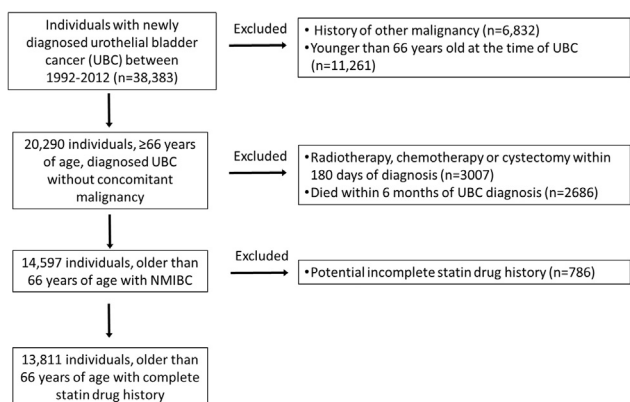 Individuals with newly
diagnosed urothelial bladder
cancer (UBC) between
1992-2012 (n=38,383)
Excluded
• History of other malignancy (n=6,832)
•Younger than 66 years old at the time of UBC
(n=11,261)
20,290 individuals, ≥66 years
of age, diagnosed UBC
without concomitant
malignancy
Excluded
•Radiotherapy, chemotherapy or cystectomy within
180 days of diagnosis (n=3007)
•Died within 6 months of UBC diagnosis (n=2686)
14,597 individuals, older than
66 years of age with NMIBC
Excluded
•Potential incomplete statin drug history (n=786)
13,811 individuals, older than
66 years of age with complete
statin drug history